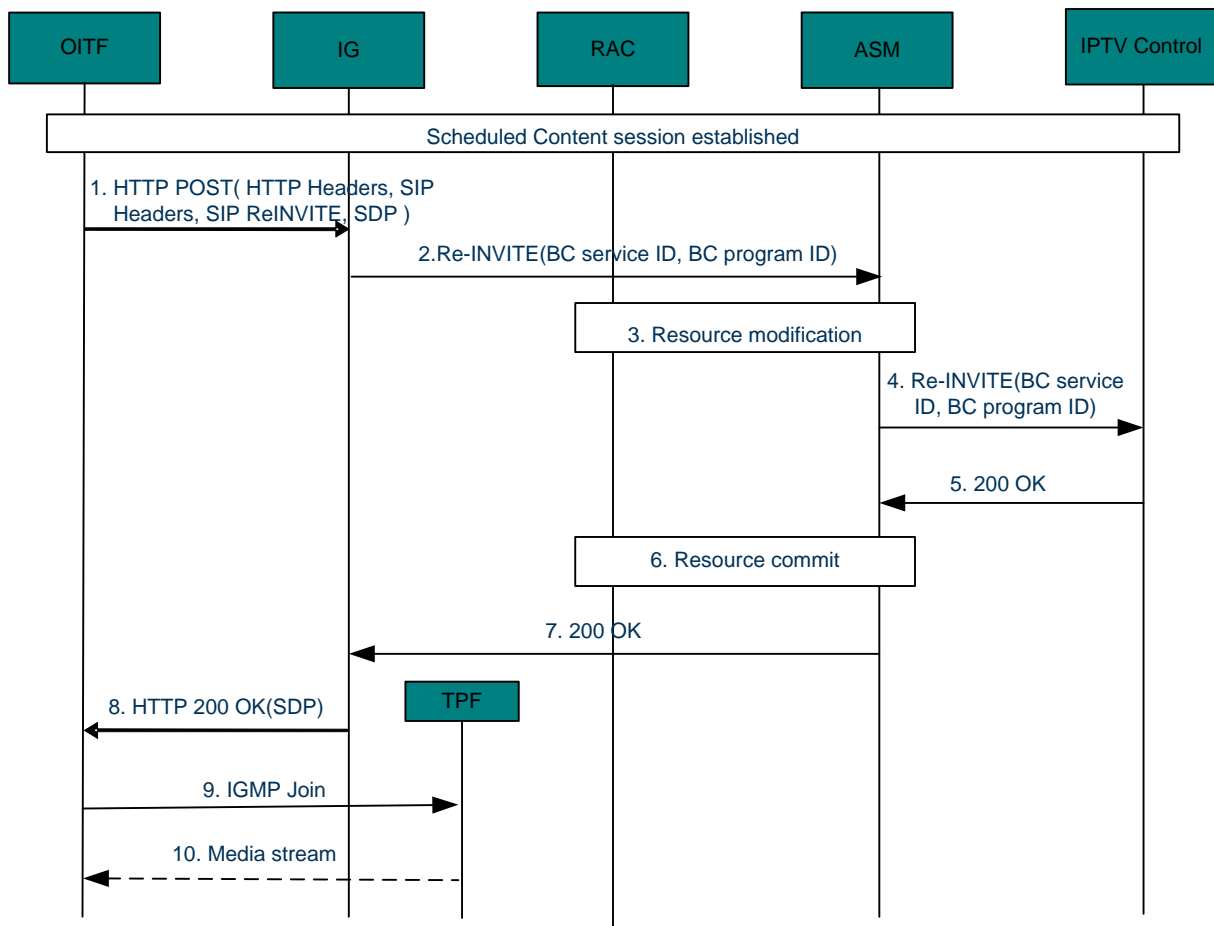 OITF
IG
RAC
ASM
IPTV Control
Scheduled Content session established
1. HTTP POST( HTTP Headers, SIP
Headers, SIP ReINVITE, SDP )
2.Re-INVITE(BC service ID, BC program ID)
3. Resource modification
4. Re-INVITE(BC service
ID, BC program ID)
5. 200 OK
6. Resource commit
7. 200 OK
TPF
8. HTTP 200 OK(SDP)
9. IGMP Join
10. Media stream